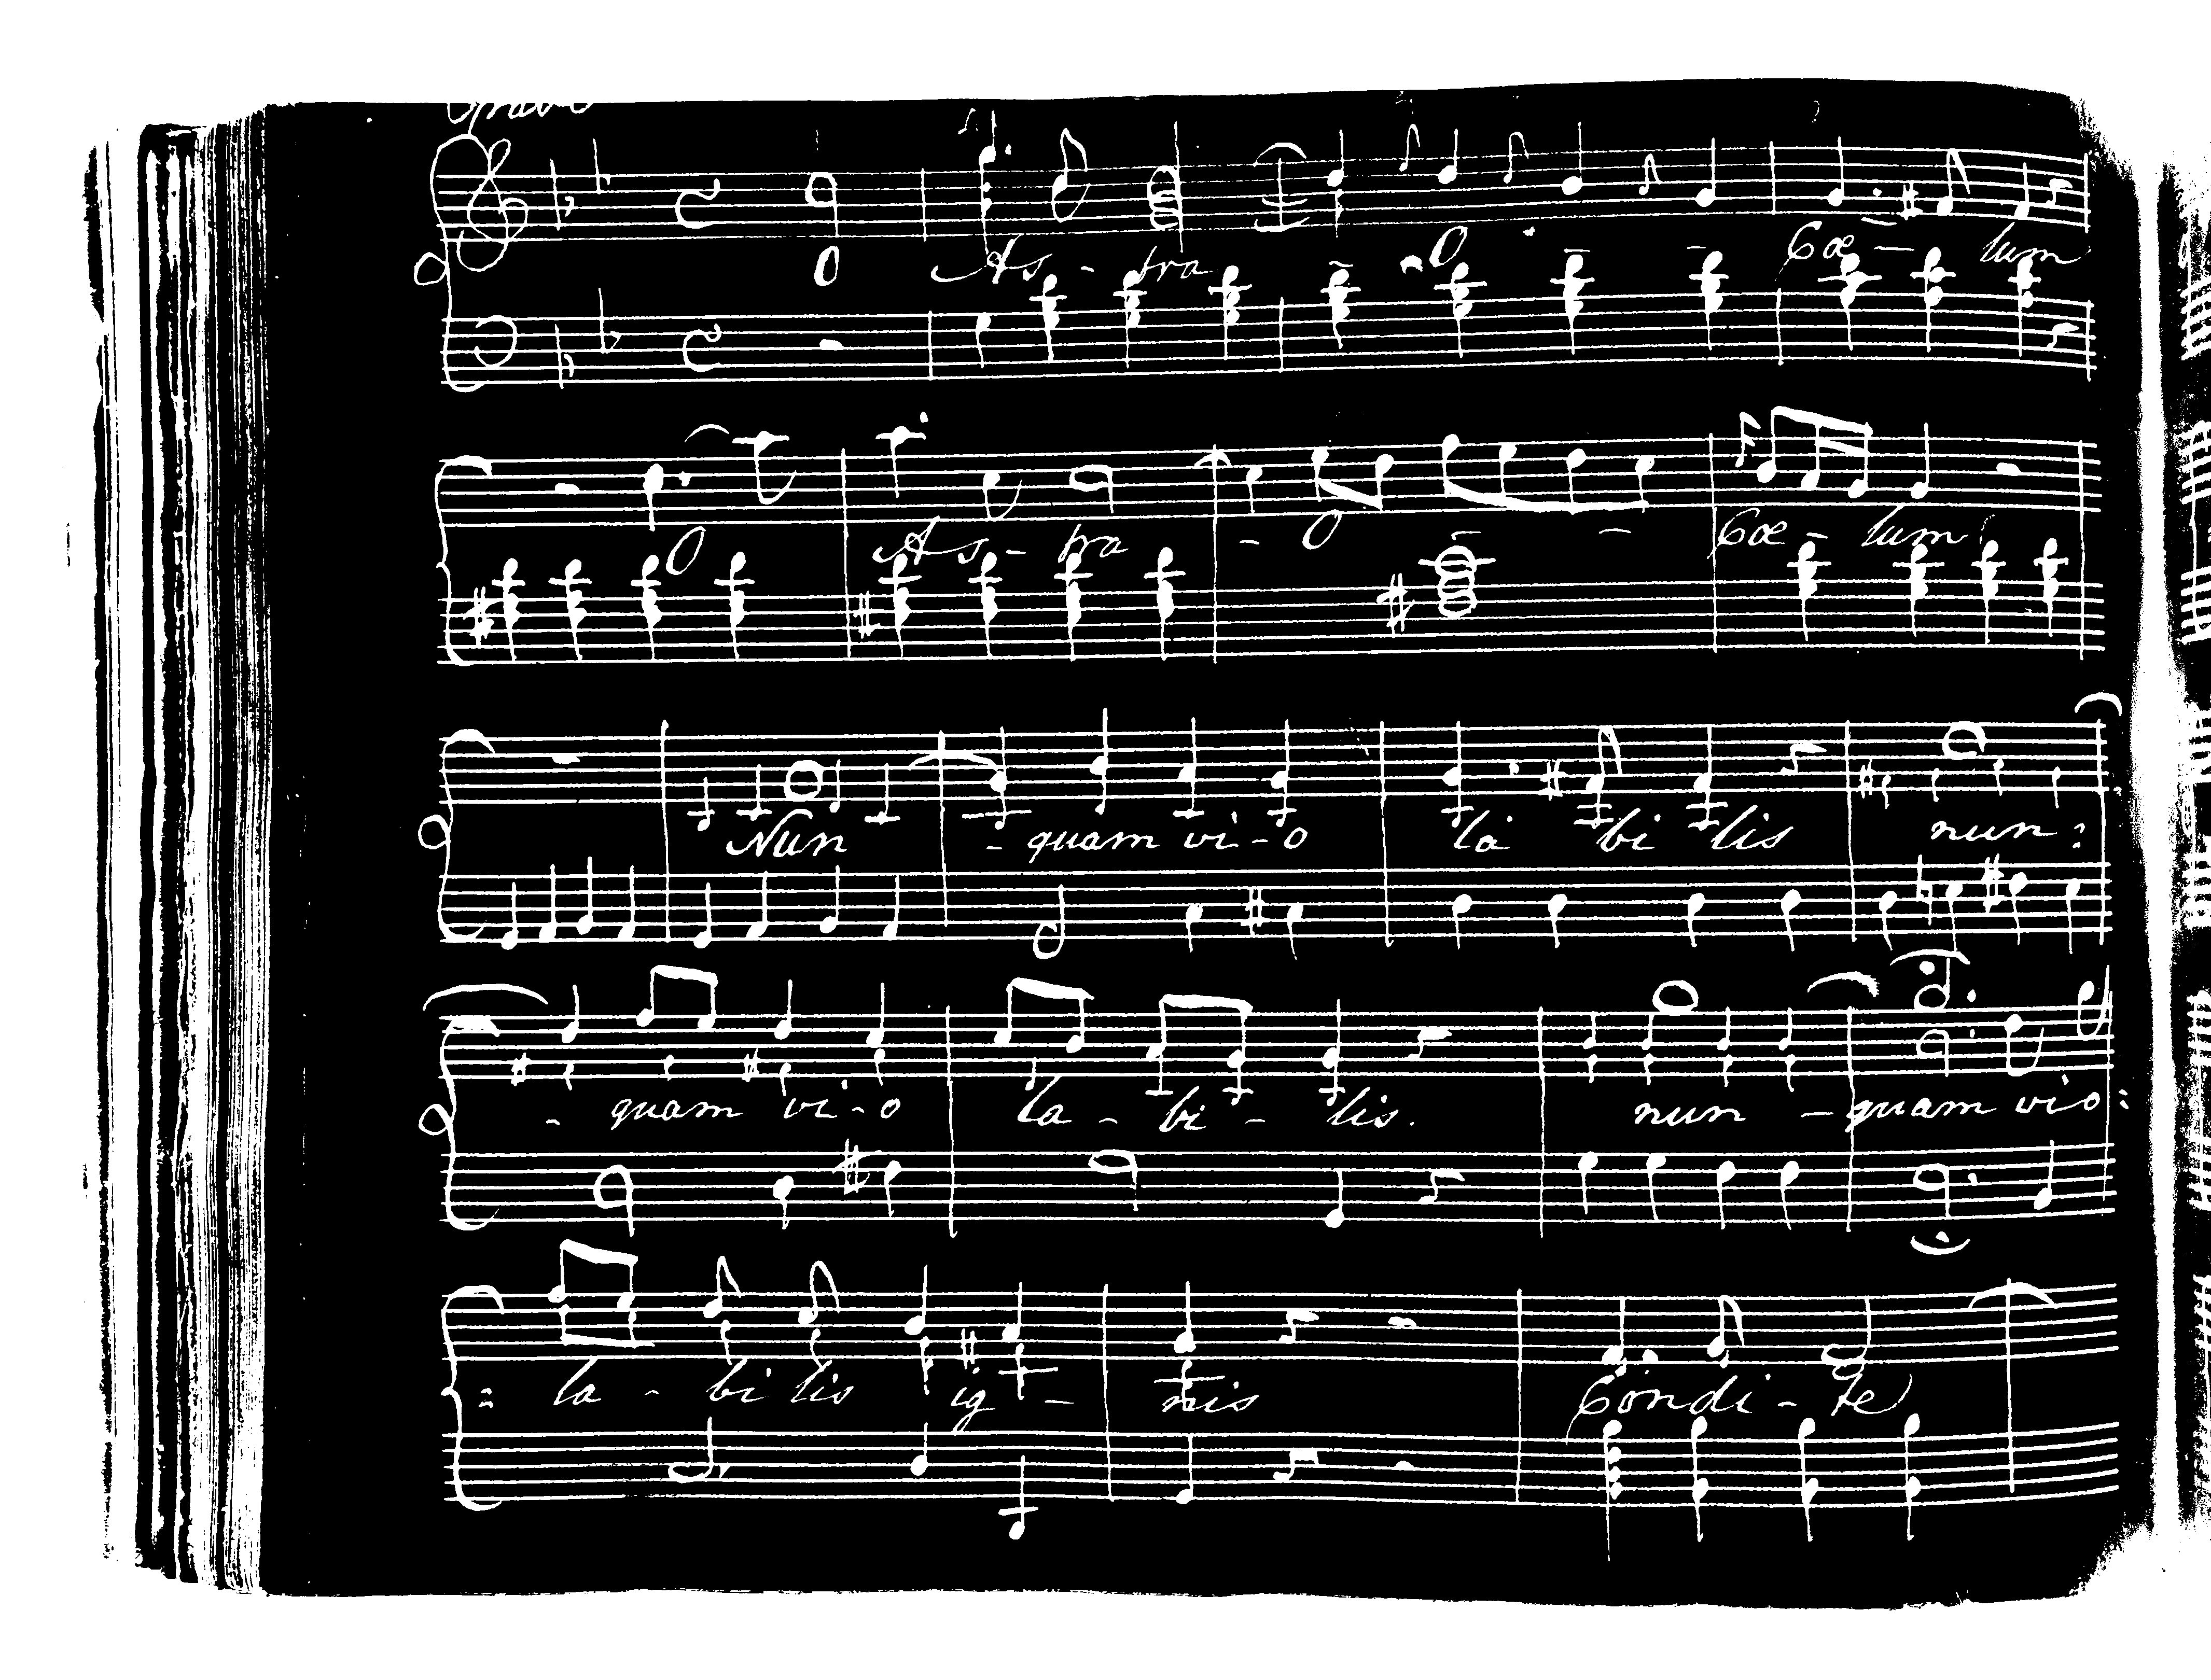 Grave
O As - tra - O - - Cœ - lum
O As - tra - O - - Cœ - lum
Nun - quam vi - o la bi lis nun:
- quam vi - o la - bi - lis. nun - quam vio:
: la - bi lis ig - nis Condi - te